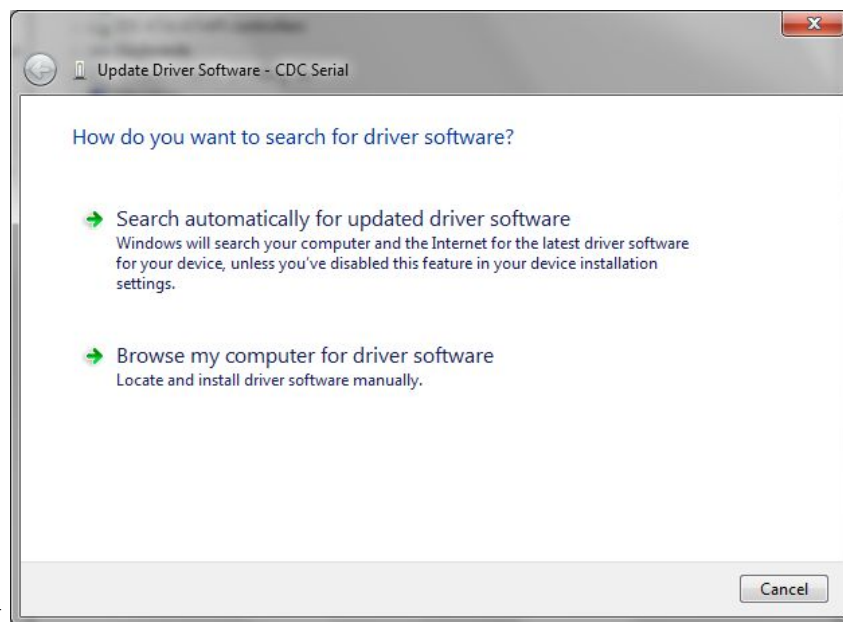 Update Driver Software - CDC Serial
How do you want to search for driver software?
Search automatically for updated driver software
Windows will search your computer and the Internet for the latest driver software
for your device, unless you've disabled this feature in your device installation
settings.
Browse my computer for driver software
Locate and install driver software manually.
Cancel